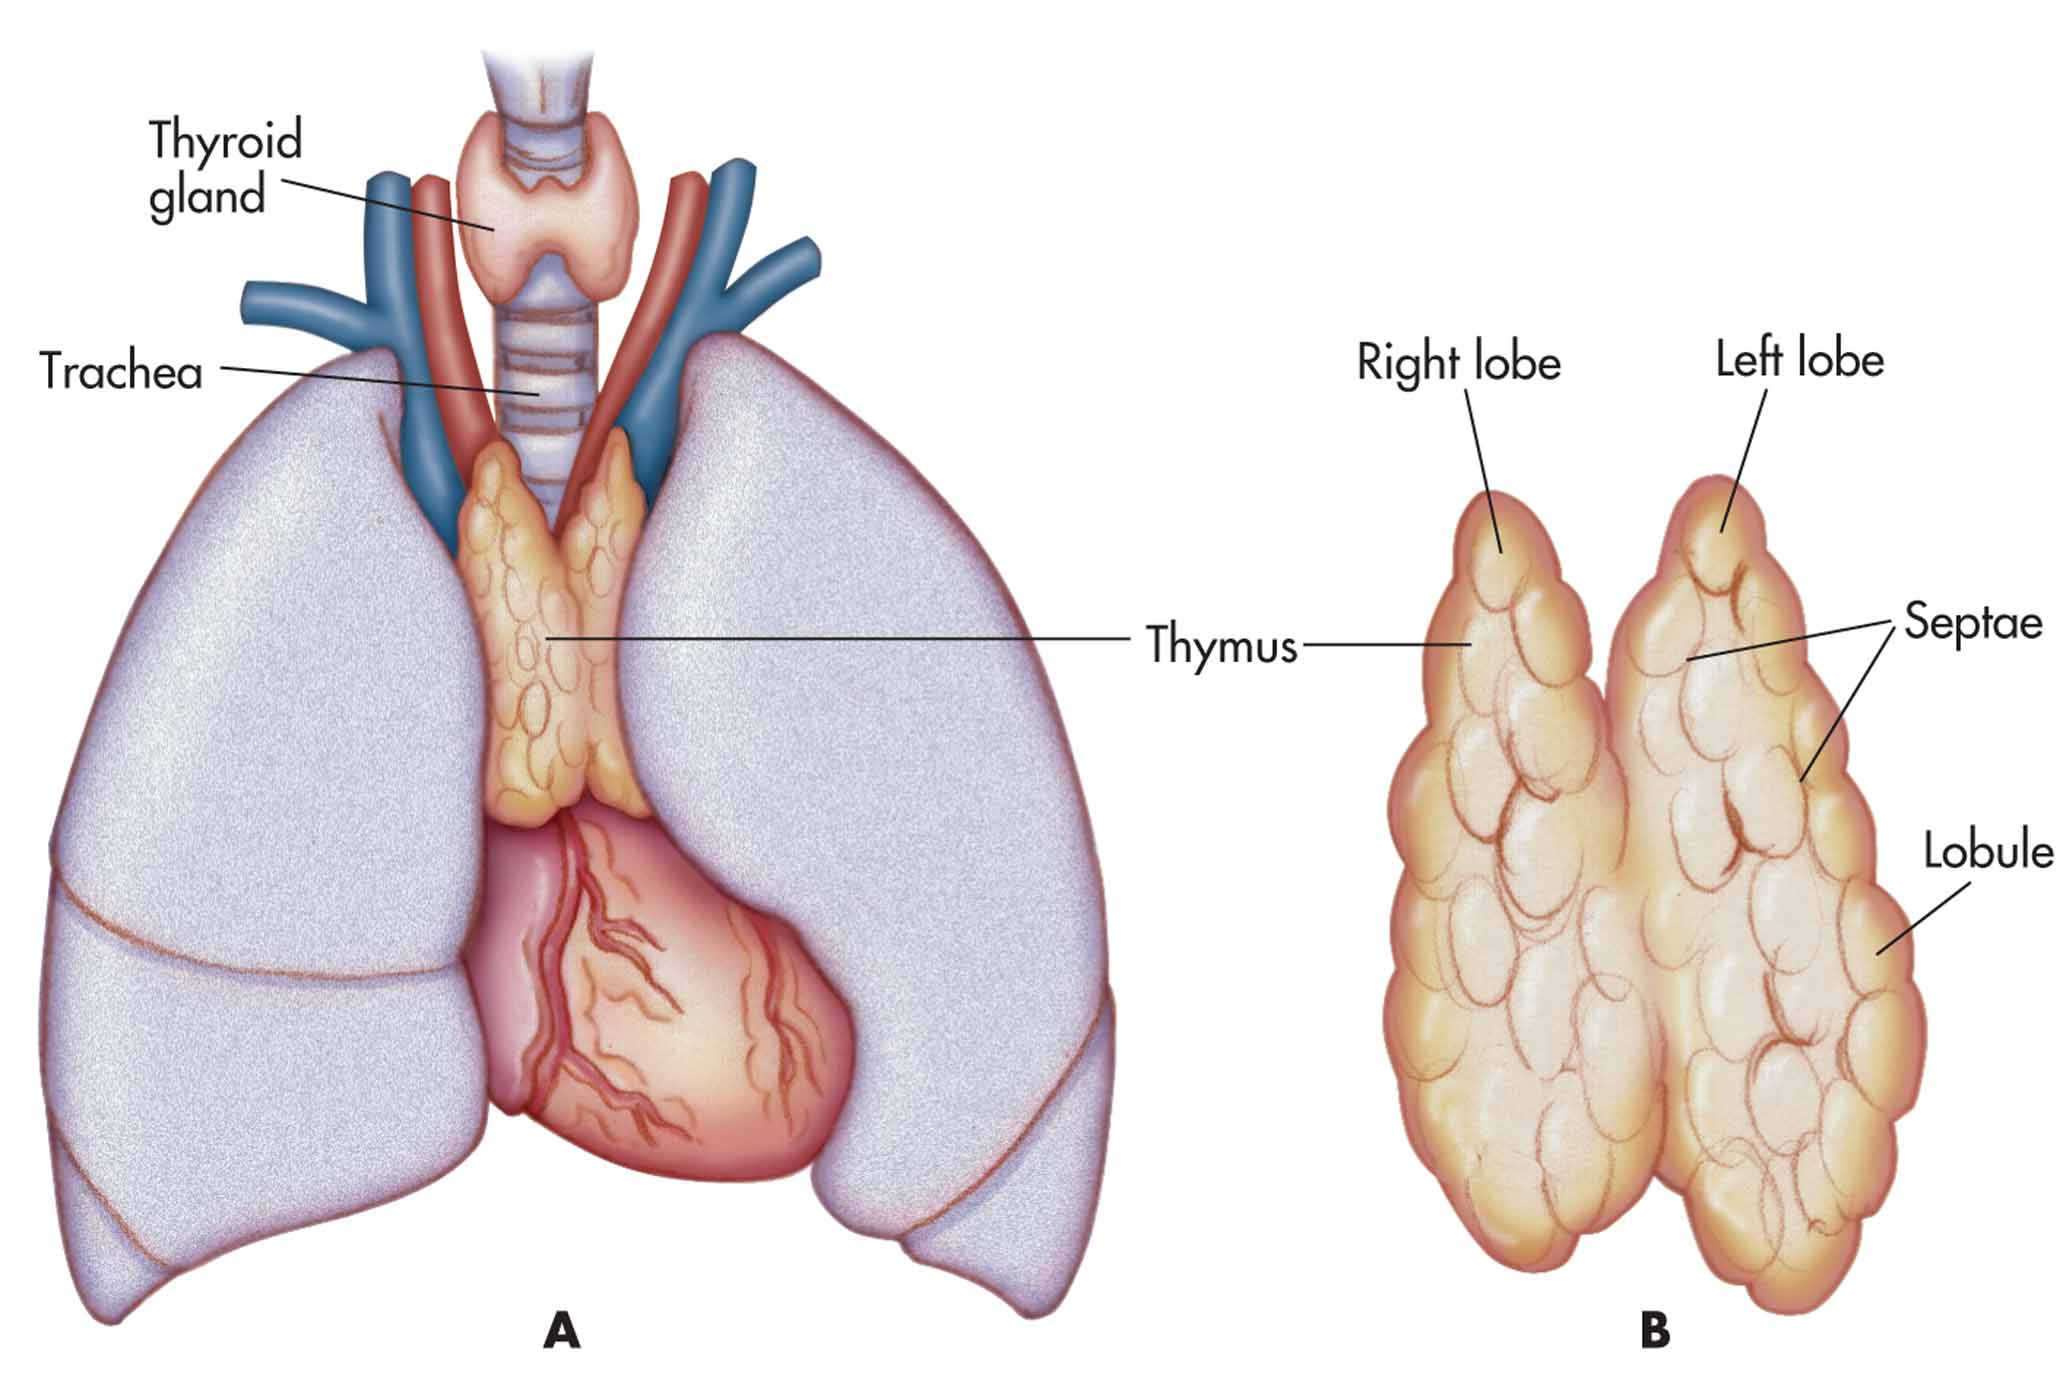 Thyroid
gland
Trachea
Thymus
Right lobe
Left lobe
Septae
Lobule
A
B